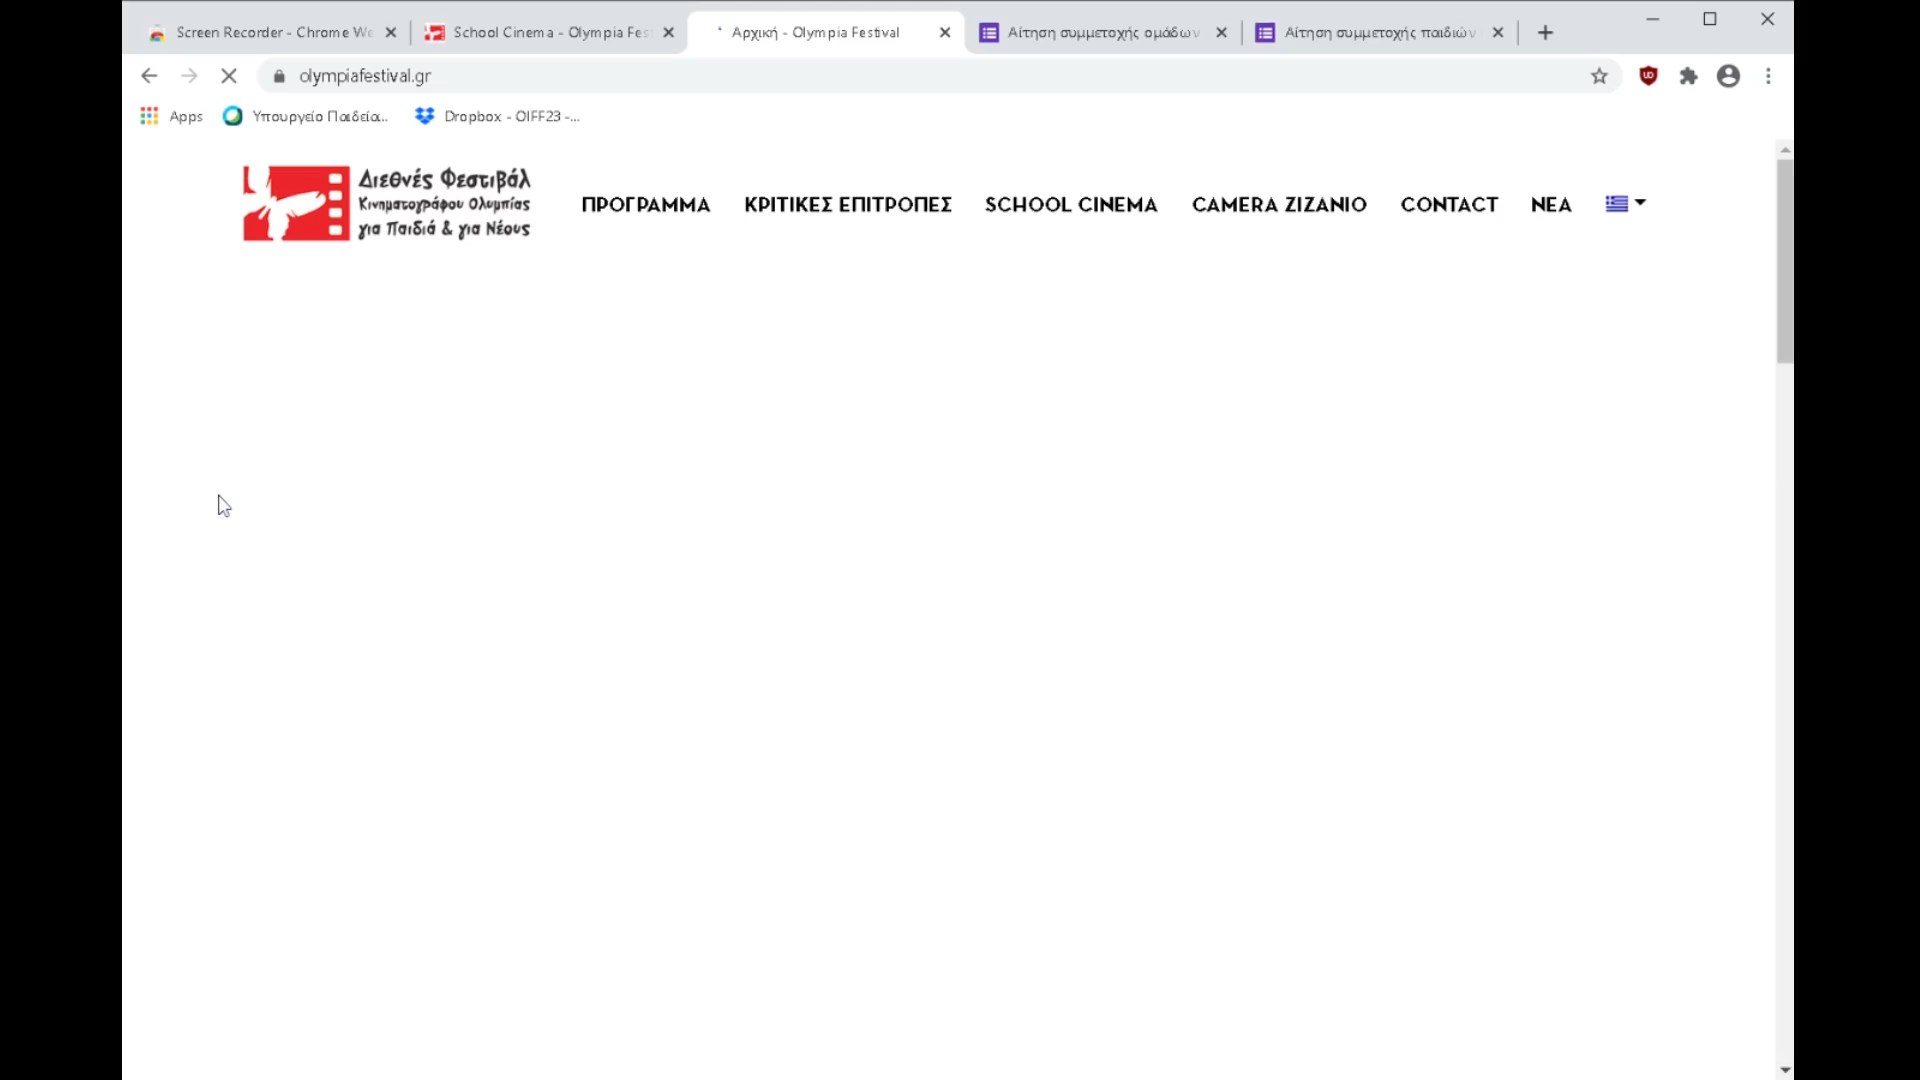 Screen Recorder - Chrome We
School Cinema - Olympia Fes
Αρχική - Olympia Festival
Αίτηση συμμετοχής ομάδων
Αίτηση συμμετοχής παιδιών
olympiafestival.gr
Apps
Υπουργείο Παιδεία...
Dropbox - OIFF23 -...
Διεθνές Φεστιβάλ
Κινηματογράφου Ολυμπίας
για Παιδιά & για Νέους
ΠΡΟΓΡΑΜΜΑ
ΚΡΙΤΙΚΕΣ ΕΠΙΤΡΟΠΕΣ
SCHOOL CINEMA
CAMERA ZIZANIO
CONTACT
ΝΕΑ